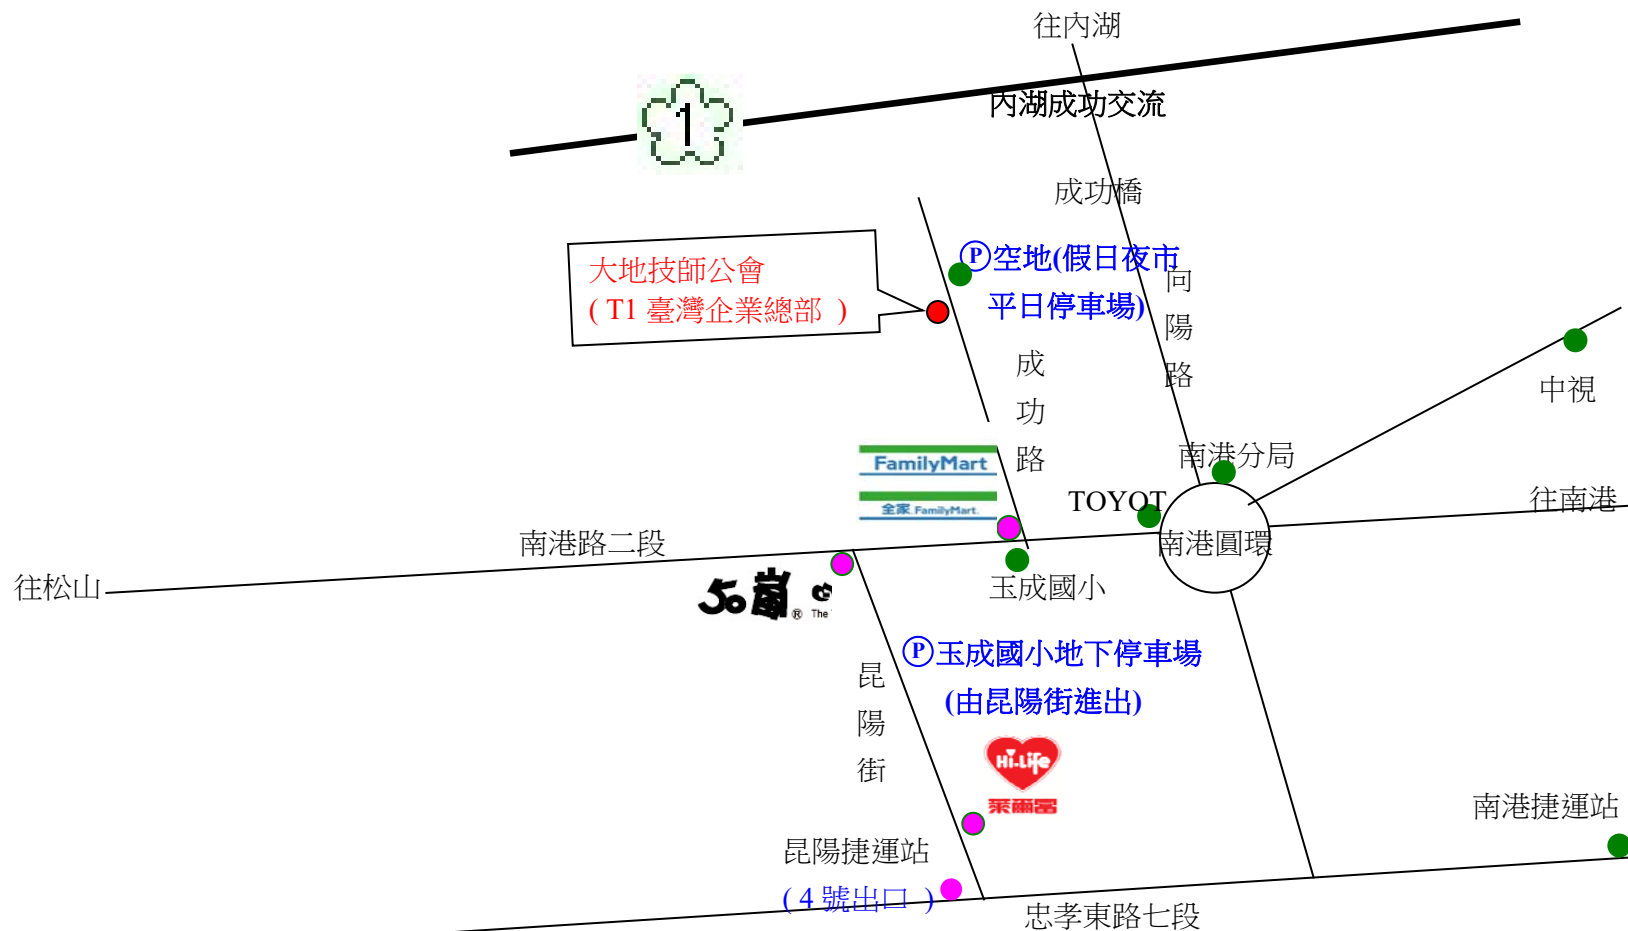 往內湖
1
內湖成功交流
成功橋
Ⓟ空地(假日夜市
平日停車場)
大地技師公會
( T1 臺灣企業總部 )
向陽路
成功路
中視
南港分局
FamilyMart
全家 FamilyMart.
TOYOT
往南港
南港圓環
南港路二段
往松山
50嵐®
The
玉成國小
Ⓟ玉成國小地下停車場
(由昆陽街進出)
昆陽街
Hi-Life
萊爾富
南港捷運站
昆陽捷運站
( 4 號出口 )
忠孝東路七段